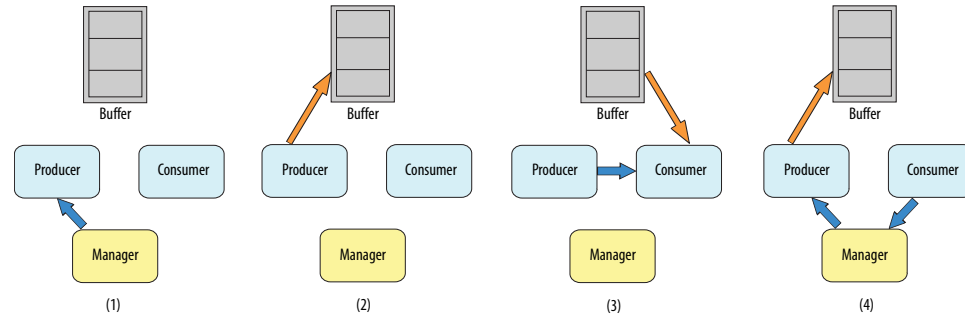 Buffer
Producer
Consumer
Manager
(1)
Buffer
Producer
Consumer
Manager
(2)
Buffer
Producer
Consumer
Manager
(3)
Buffer
Producer
Consumer
Manager
(4)